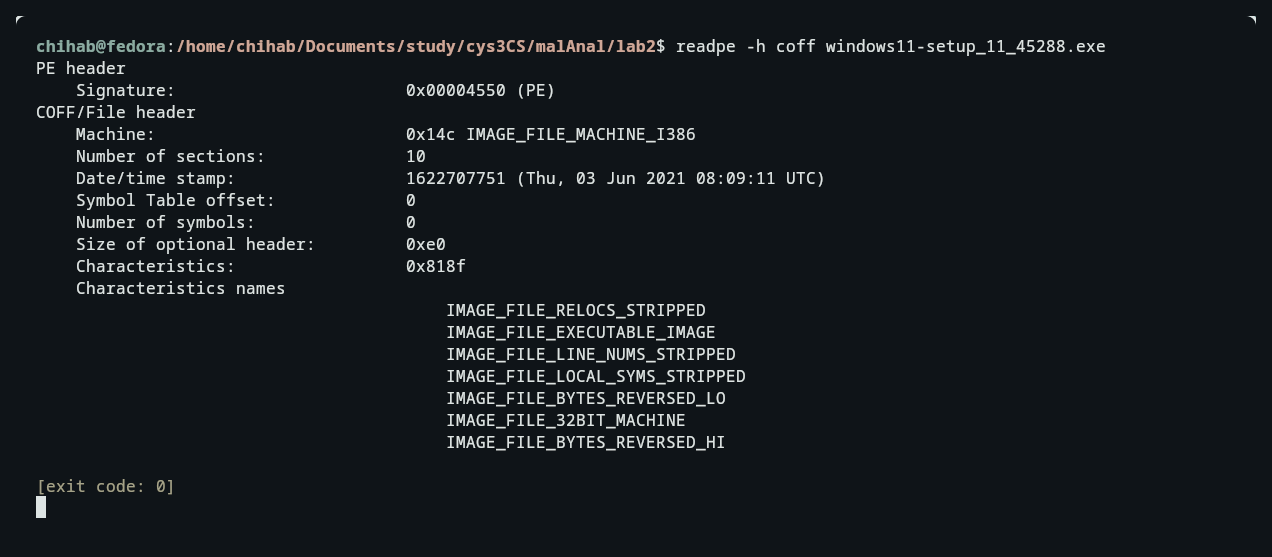 chihab@fedora:/home/chihab/Documents/study/cys3CS/malAnal/lab2$ readpe -h coff windows11-setup_11_45288.exe
PE header
    Signature:                       0x00004550 (PE)
COFF/File header
    Machine:                         0x14c IMAGE_FILE_MACHINE_I386
    Number of sections:              10
    Date/time stamp:                 1622707751 (Thu, 03 Jun 2021 08:09:11 UTC)
    Symbol Table offset:             0
    Number of symbols:               0
    Size of optional header:         0xe0
    Characteristics:                 0x818f
    Characteristics names
                                         IMAGE_FILE_RELOCS_STRIPPED
                                         IMAGE_FILE_EXECUTABLE_IMAGE
                                         IMAGE_FILE_LINE_NUMS_STRIPPED
                                         IMAGE_FILE_LOCAL_SYMS_STRIPPED
                                         IMAGE_FILE_BYTES_REVERSED_LO
                                         IMAGE_FILE_32BIT_MACHINE
                                         IMAGE_FILE_BYTES_REVERSED_HI
[exit code: 0]